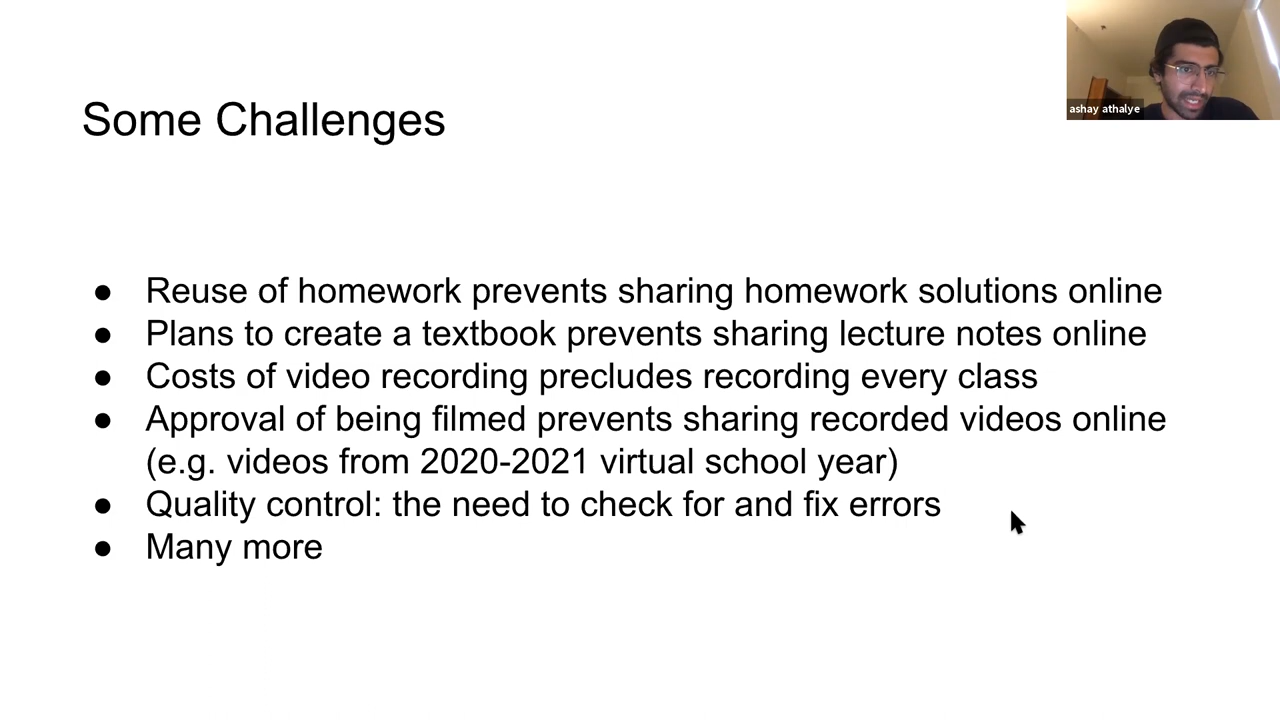 ashay athalye
Some Challenges
● Reuse of homework prevents sharing homework solutions online
● Plans to create a textbook prevents sharing lecture notes online
● Costs of video recording precludes recording every class
● Approval of being filmed prevents sharing recorded videos online
(e.g. videos from 2020-2021 virtual school year)
● Quality control: the need to check for and fix errors
● Many more